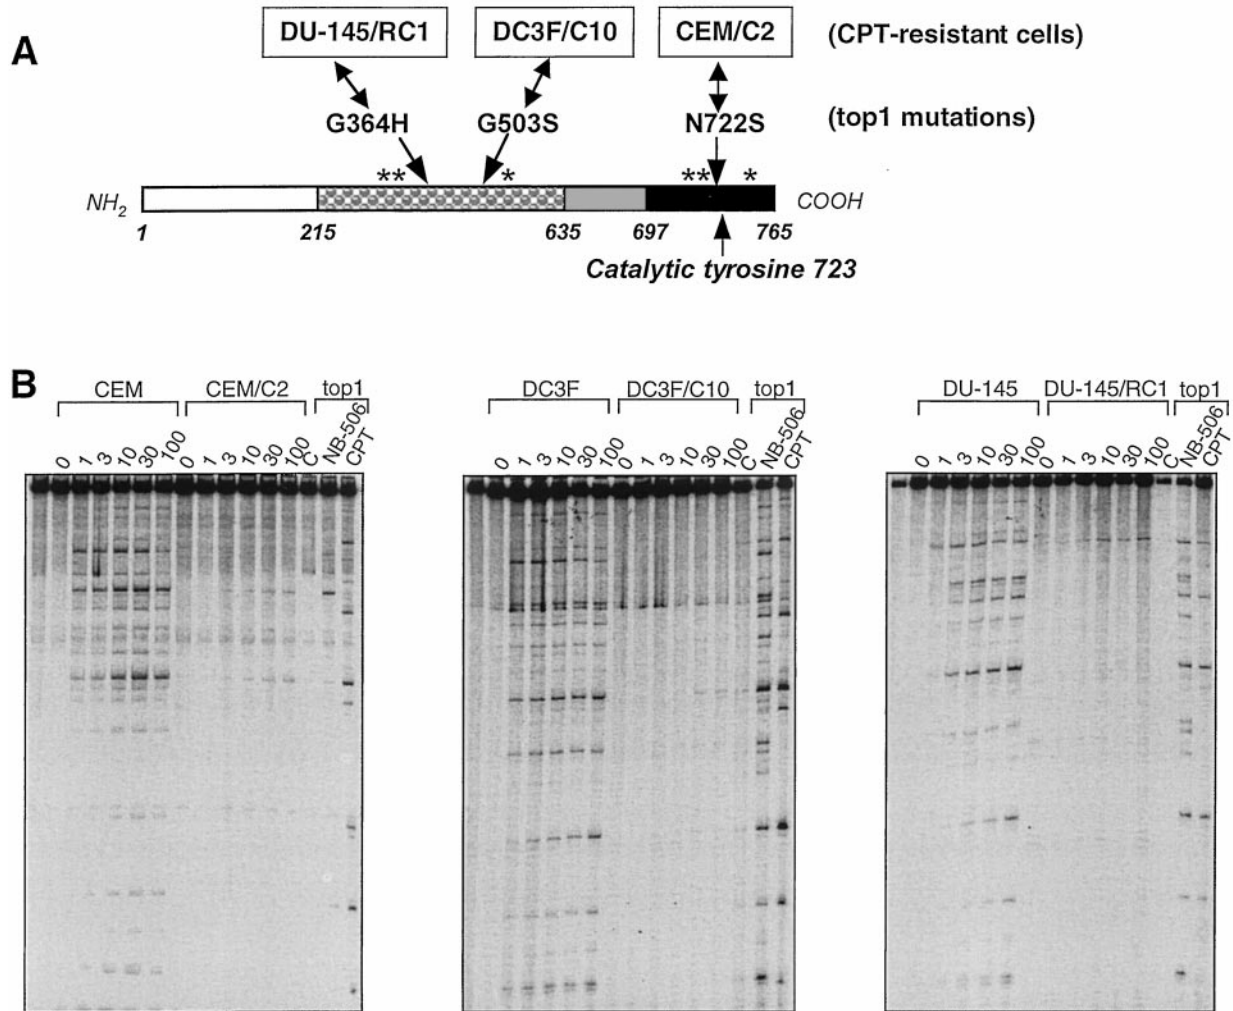 A
DU-145/RC1 DC3F/C10 CEM/C2 (CPT-resistant cells)
G364H G503S N722S (top1 mutations)
** * ** *
NH2 COOH
1 215 635 697 765
Catalytic tyrosine 723
B
CEM CEM/C2 top1 DC3F DC3F/C10 top1 DU-145 DU-145/RC1 top1
0 1 3 10 30 100 0 1 3 10 30 100 C NB-506 CPT 0 1 3 10 30 100 0 1 3 10 30 100 C NB-506 CPT 0 1 3 10 30 100 0 1 3 10 30 100 C NB-506 CPT